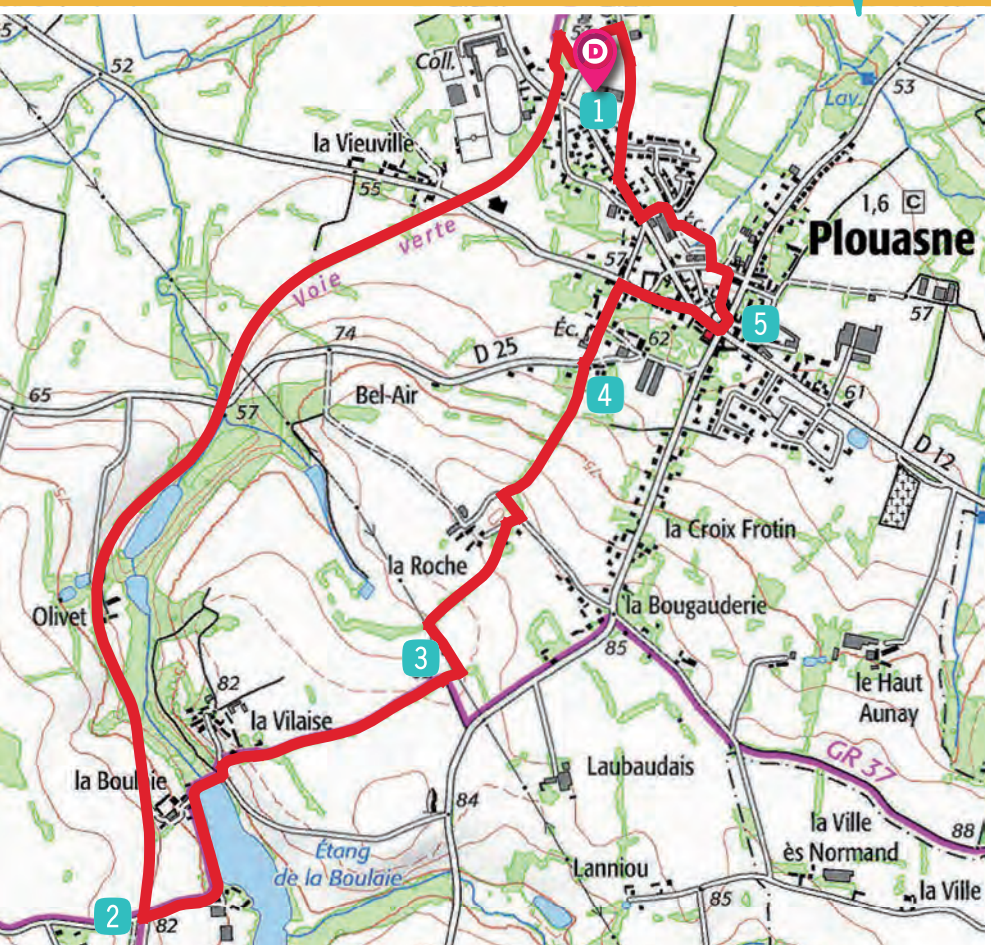 5
52
Coll.
53
D
1
Lav.
la Vieuville
55
1,6 C
Plouasne
Voie verte
57
Éc.
57
5
Éc.
62
74
D 25
65
Bel-Air
4
61
57
D 12
75
75
la Croix Frotin
la Roche
Olivet
la Bougauderie
3
85
82
le Haut
Aunay
la Vilaise
GR 37
la Boulaie
Laubaudais
84
la Ville
ès Normand
88
Étang
de la Boulaie
Lanniou
85
la Ville
2
82